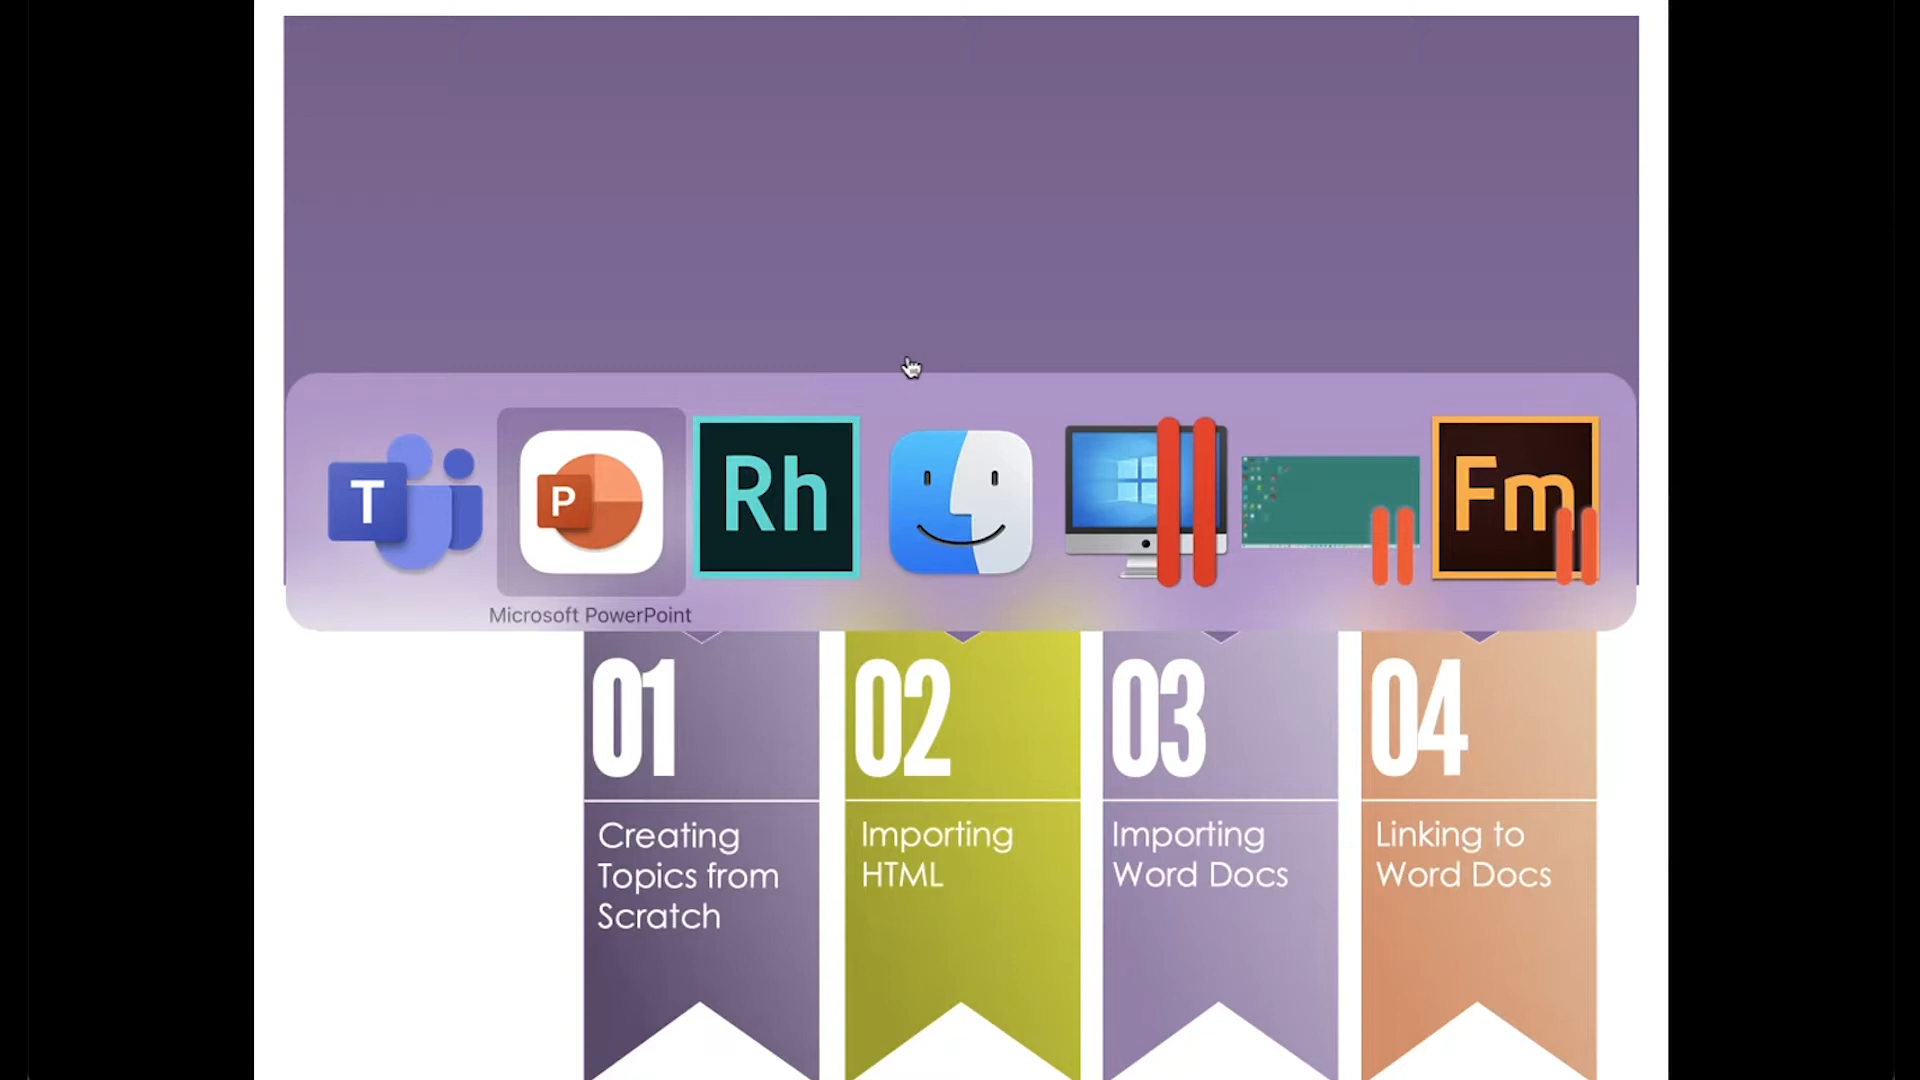 T
P
Rh
Fm
Microsoft PowerPoint
01
02
03
04
Creating
Topics from
Scratch
Importing
HTML
Importing
Word Docs
Linking to
Word Docs